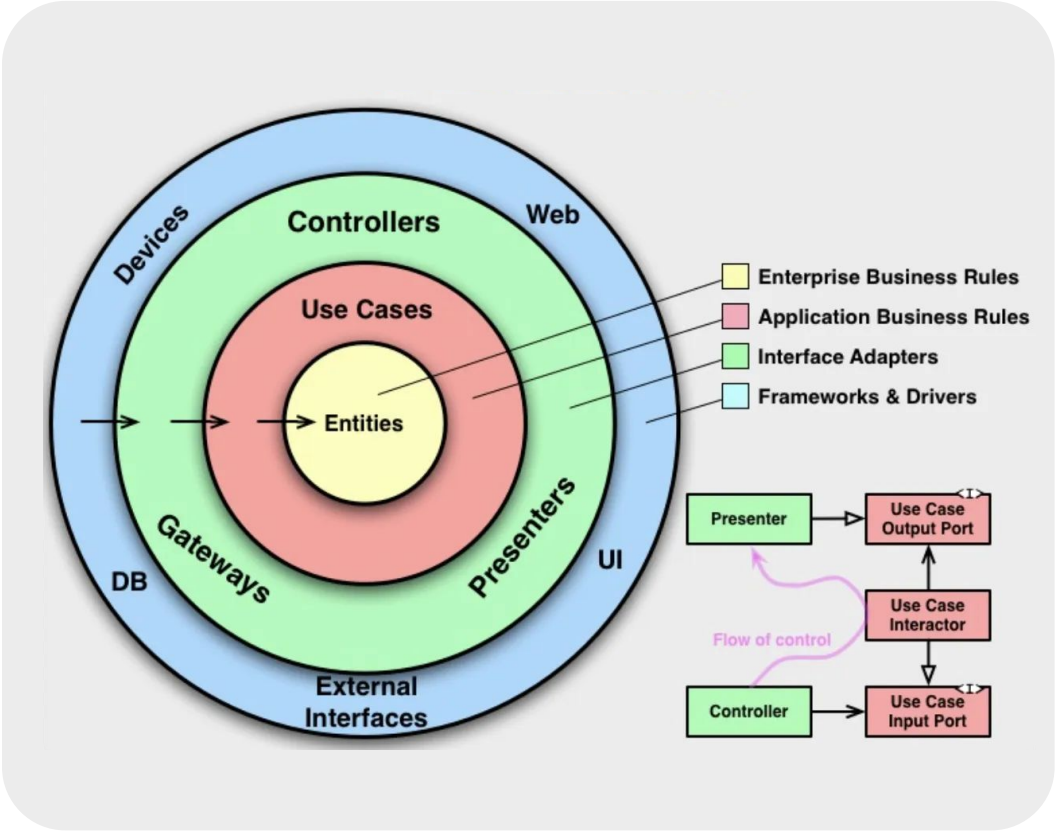 Devices
Web
Controllers
Use Cases
Entities
Gateways
Presenters
DB
UI
External
Interfaces
Enterprise Business Rules
Application Business Rules
Interface Adapters
Frameworks & Drivers
Presenter
Use Case
Output Port
<I>
Use Case
Interactor
Flow of control
Controller
Use Case
Input Port
<I>